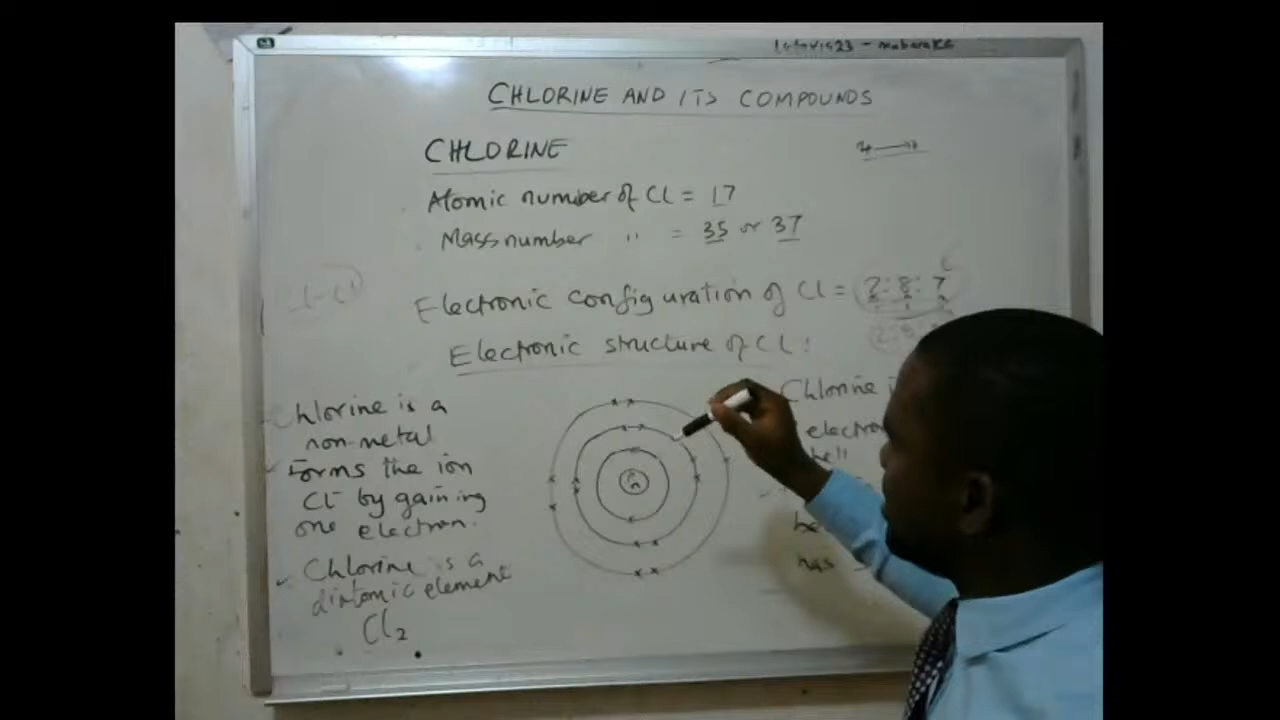 CHLORINE AND ITS COMPOUNDS
CHLORINE
Atomic number of Cl = 17
Mass number " = 35 or 37
Electronic configuration of Cl = 2:8:7
Electronic structure of Cl:
Chlorine is a
non-metal
Forms the ion
Cl⁻ by gaining
one electron.
Chlorine is a
diatomic element
Cl₂
Chlorine
electron
has